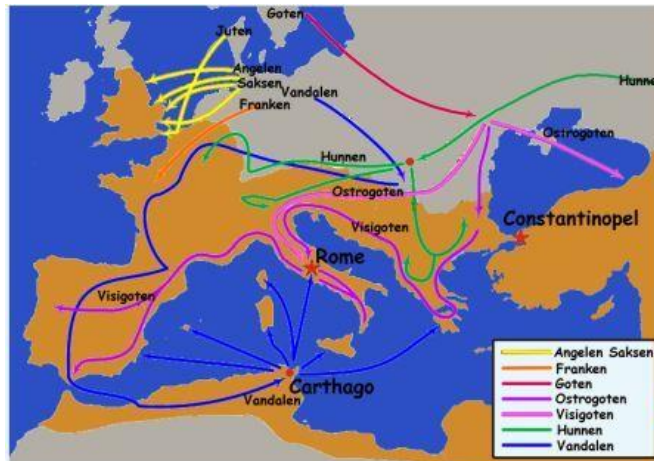 Goten
Juten
Angelen
Saksen
Franken
Vandalen
Hunnen
Ostrogoten
Hunnen
Ostrogoten
Visigoten
Constantinopel
Rome
Visigoten
Carthago
Vandalen
Angelen Saksen
Franken
Goten
Ostrogoten
Visigoten
Hunnen
Vandalen